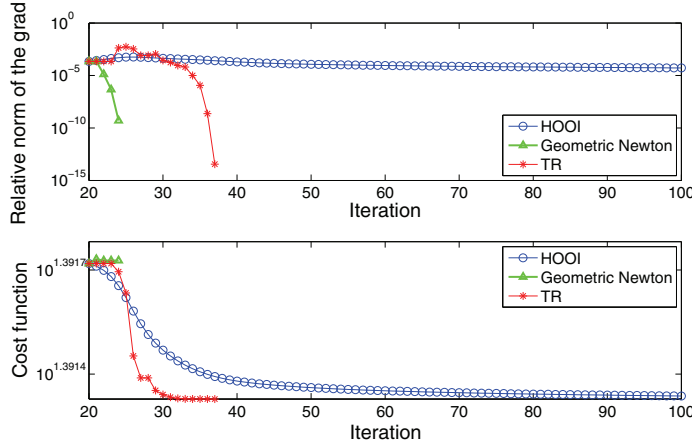 Relative norm of the grad
10^0
10^-5
10^-10
10^-15
20 30 40 50 60 70 80 90 100
Iteration
HOOI
Geometric Newton
TR
Cost function
10^1.3917
10^1.3914
20 30 40 50 60 70 80 90 100
Iteration
HOOI
Geometric Newton
TR